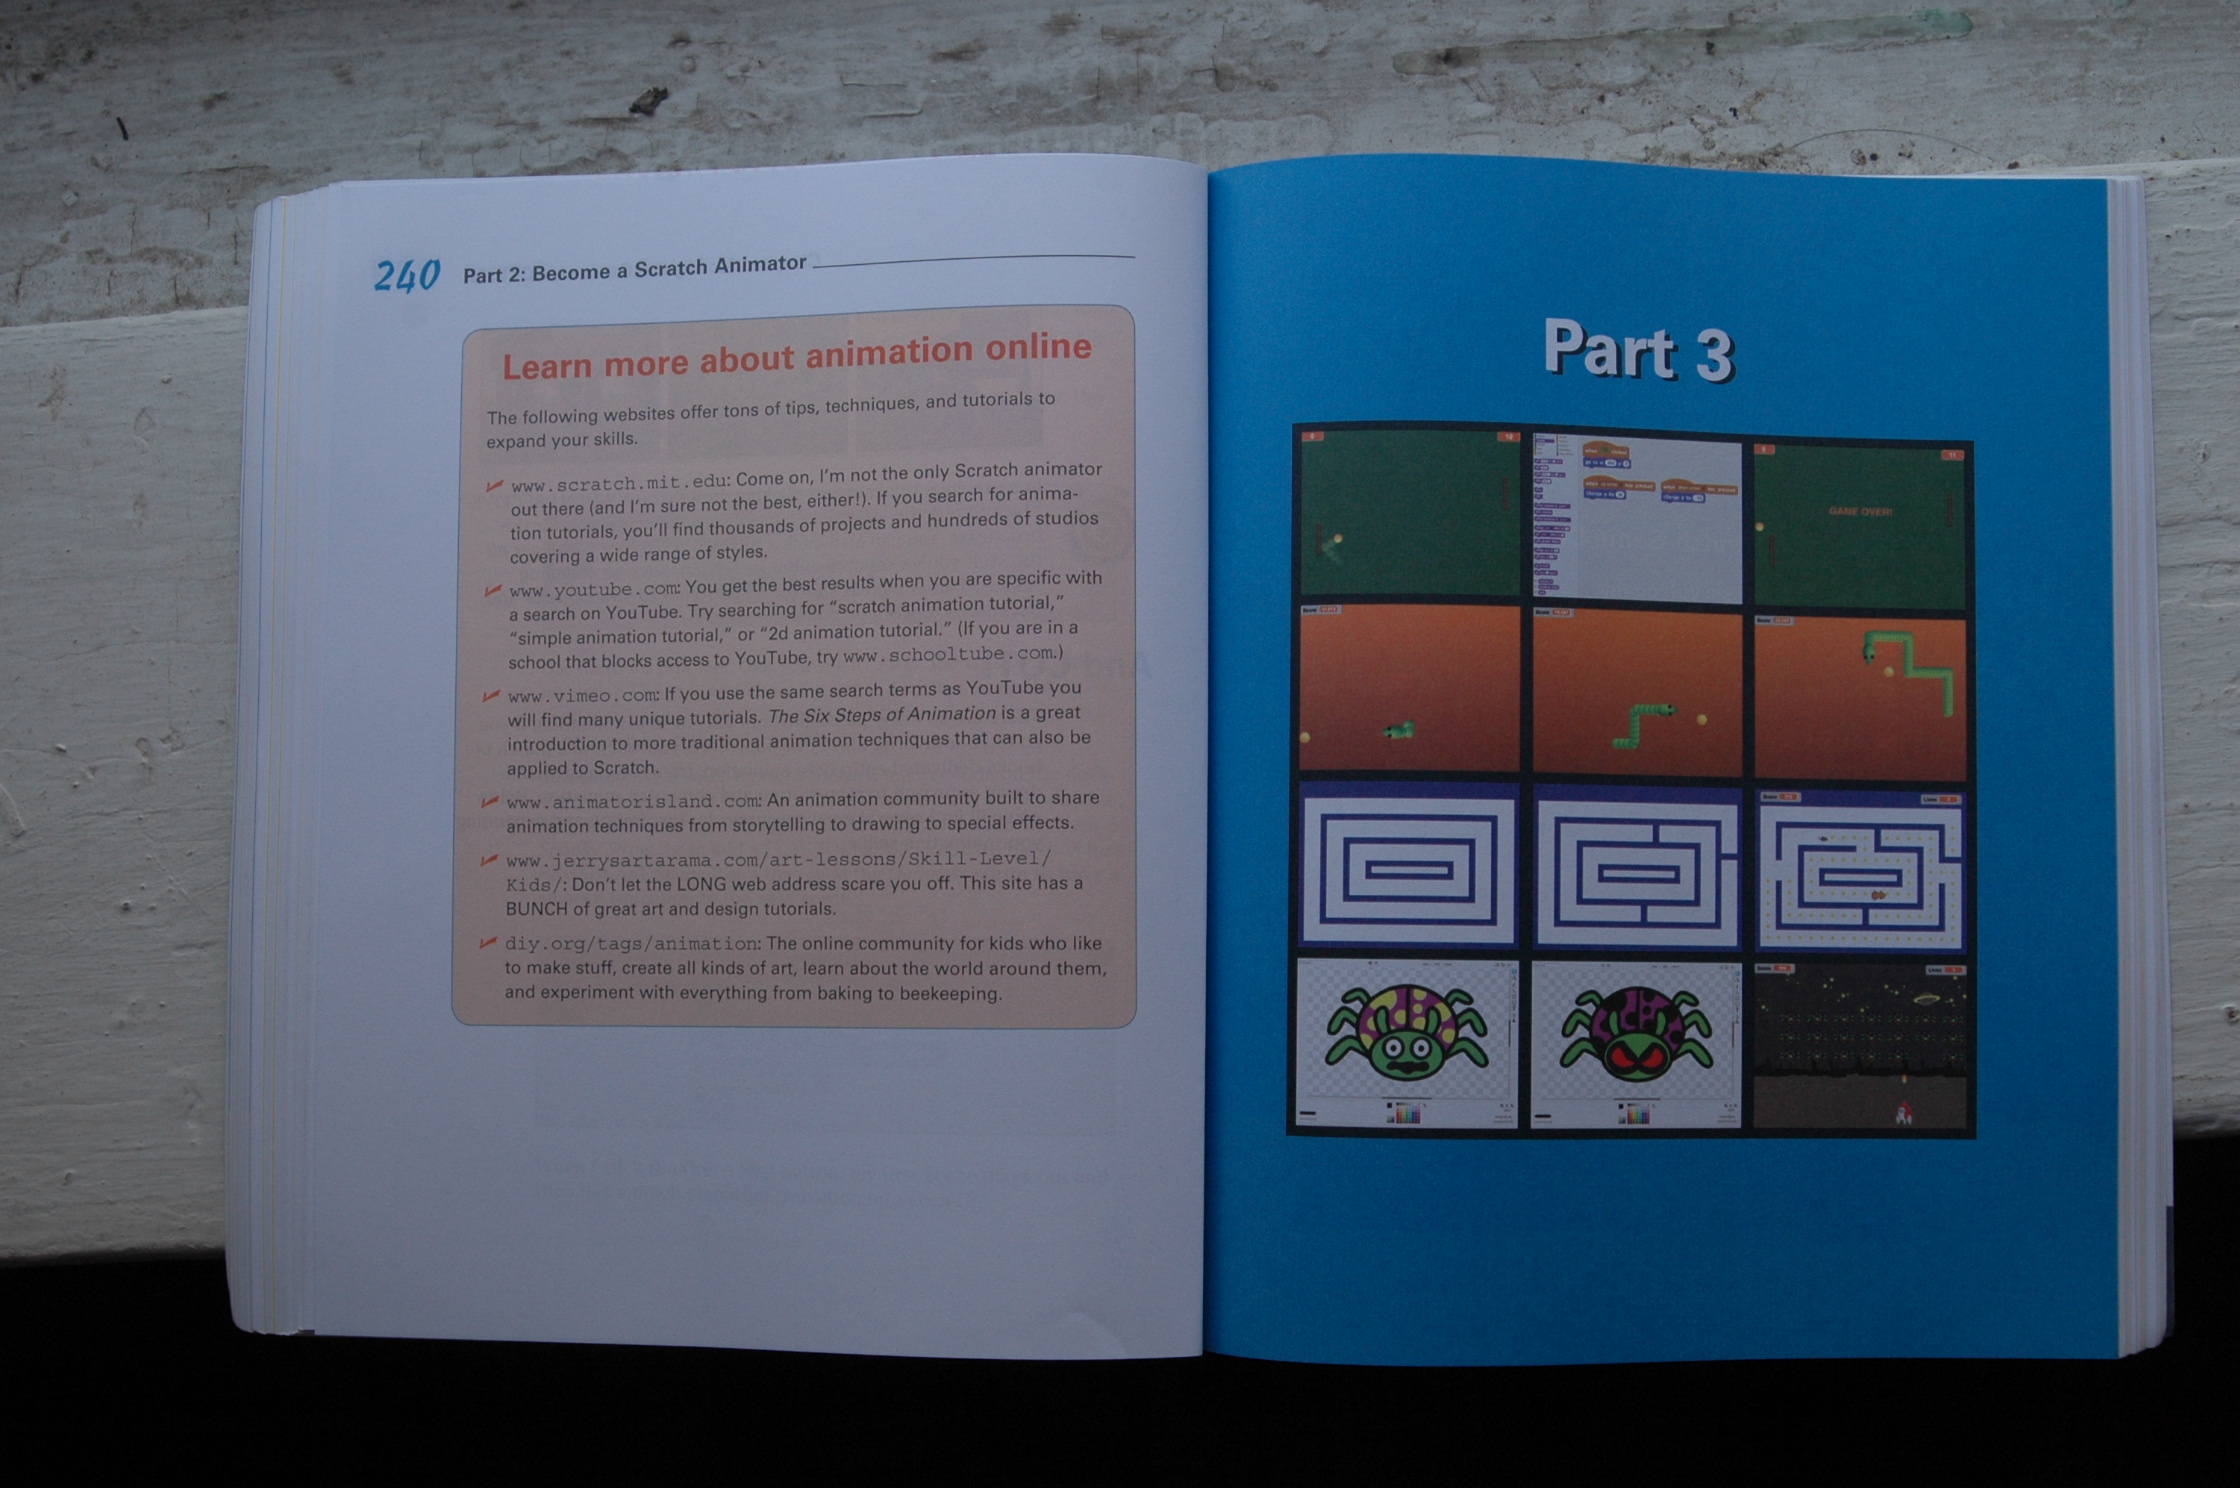 240 Part 2: Become a Scratch Animator
Learn more about animation online
The following websites offer tons of tips, techniques, and tutorials to
expand your skills.
www.scratch.mit.edu: Come on, I'm not the only Scratch animator
out there (and I'm sure not the best, either!). If you search for anima-
tion tutorials, you'll find thousands of projects and hundreds of studios
covering a wide range of styles.
www.youtube.com: You get the best results when you are specific with
a search on YouTube. Try searching for "scratch animation tutorial,"
"simple animation tutorial," or "2d animation tutorial." (If you are in a
school that blocks access to YouTube, try www.schooltube.com.)
www.vimeo.com: If you use the same search terms as YouTube you
will find many unique tutorials. The Six Steps of Animation is a great
introduction to more traditional animation techniques that can also be
applied to Scratch.
www.animatorisland.com: An animation community built to share
animation techniques from storytelling to drawing to special effects.
www.jerrysartarama.com/art-lessons/Skill-Level/
Kids/: Don't let the LONG web address scare you off. This site has a
BUNCH of great art and design tutorials.
diy.org/tags/animation: The online community for kids who like
to make stuff, create all kinds of art, learn about the world around them,
and experiment with everything from baking to beekeeping.
Part 3
GAME OVER!